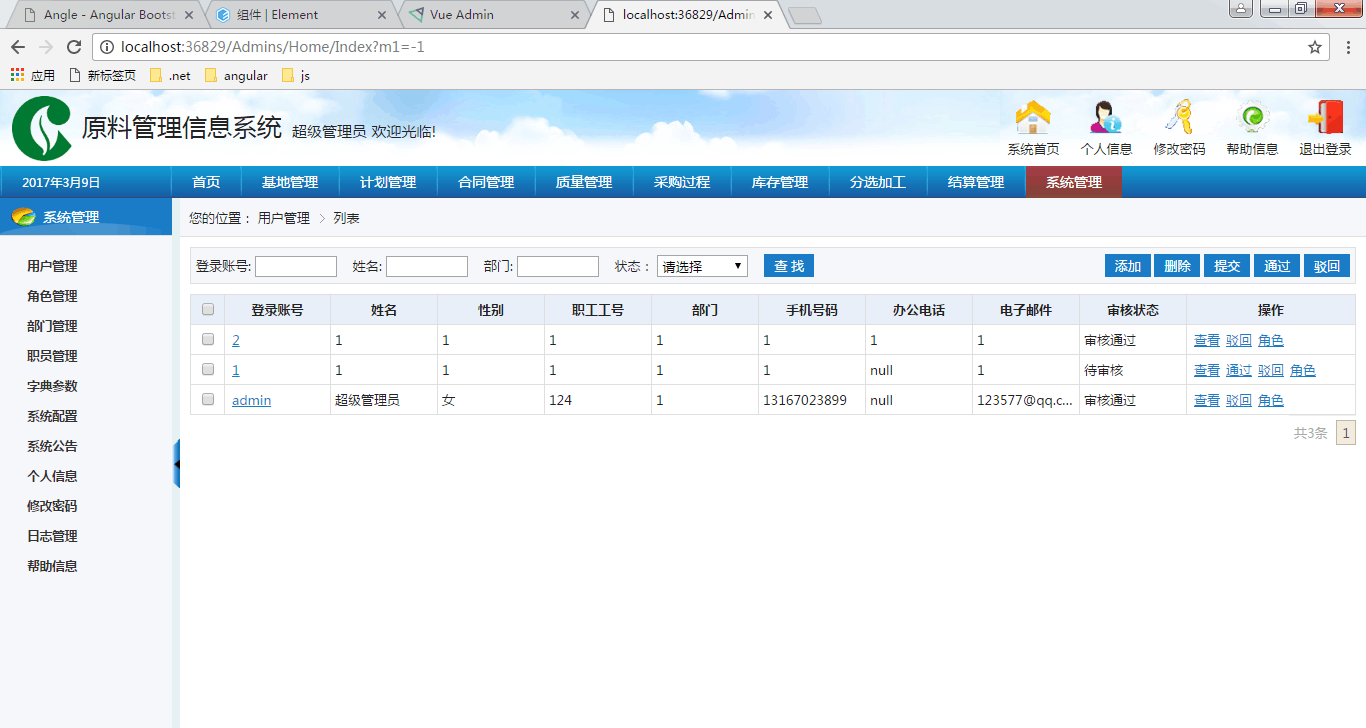 Angle - Angular Bootst
组件 | Element
Vue Admin
localhost:36829/Admin
localhost:36829/Admins/Home/Index?m1=-1
应用 新标签页 .net angular js
原料管理信息系统 超级管理员 欢迎光临!
系统首页 个人信息 修改密码 帮助信息 退出登录
2017年3月9日 首页 基地管理 计划管理 合同管理 质量管理 采购过程 库存管理 分选加工 结算管理 系统管理
系统管理
您的位置： 用户管理 > 列表
用户管理
角色管理
部门管理
职员管理
字典参数
系统配置
系统公告
个人信息
修改密码
日志管理
帮助信息
登录账号: 姓名: 部门: 状态： 请选择 查 找 添加 删除 提交 通过 驳回
登录账号 姓名 性别 职工工号 部门 手机号码 办公电话 电子邮件 审核状态 操作
2 1 1 1 1 1 1 1 审核通过 查看 驳回 角色
1 1 1 1 1 1 null 1 待审核 查看 通过 驳回 角色
admin 超级管理员 女 124 1 13167023899 null 123577@qq.c... 审核通过 查看 驳回 角色
共3条 1